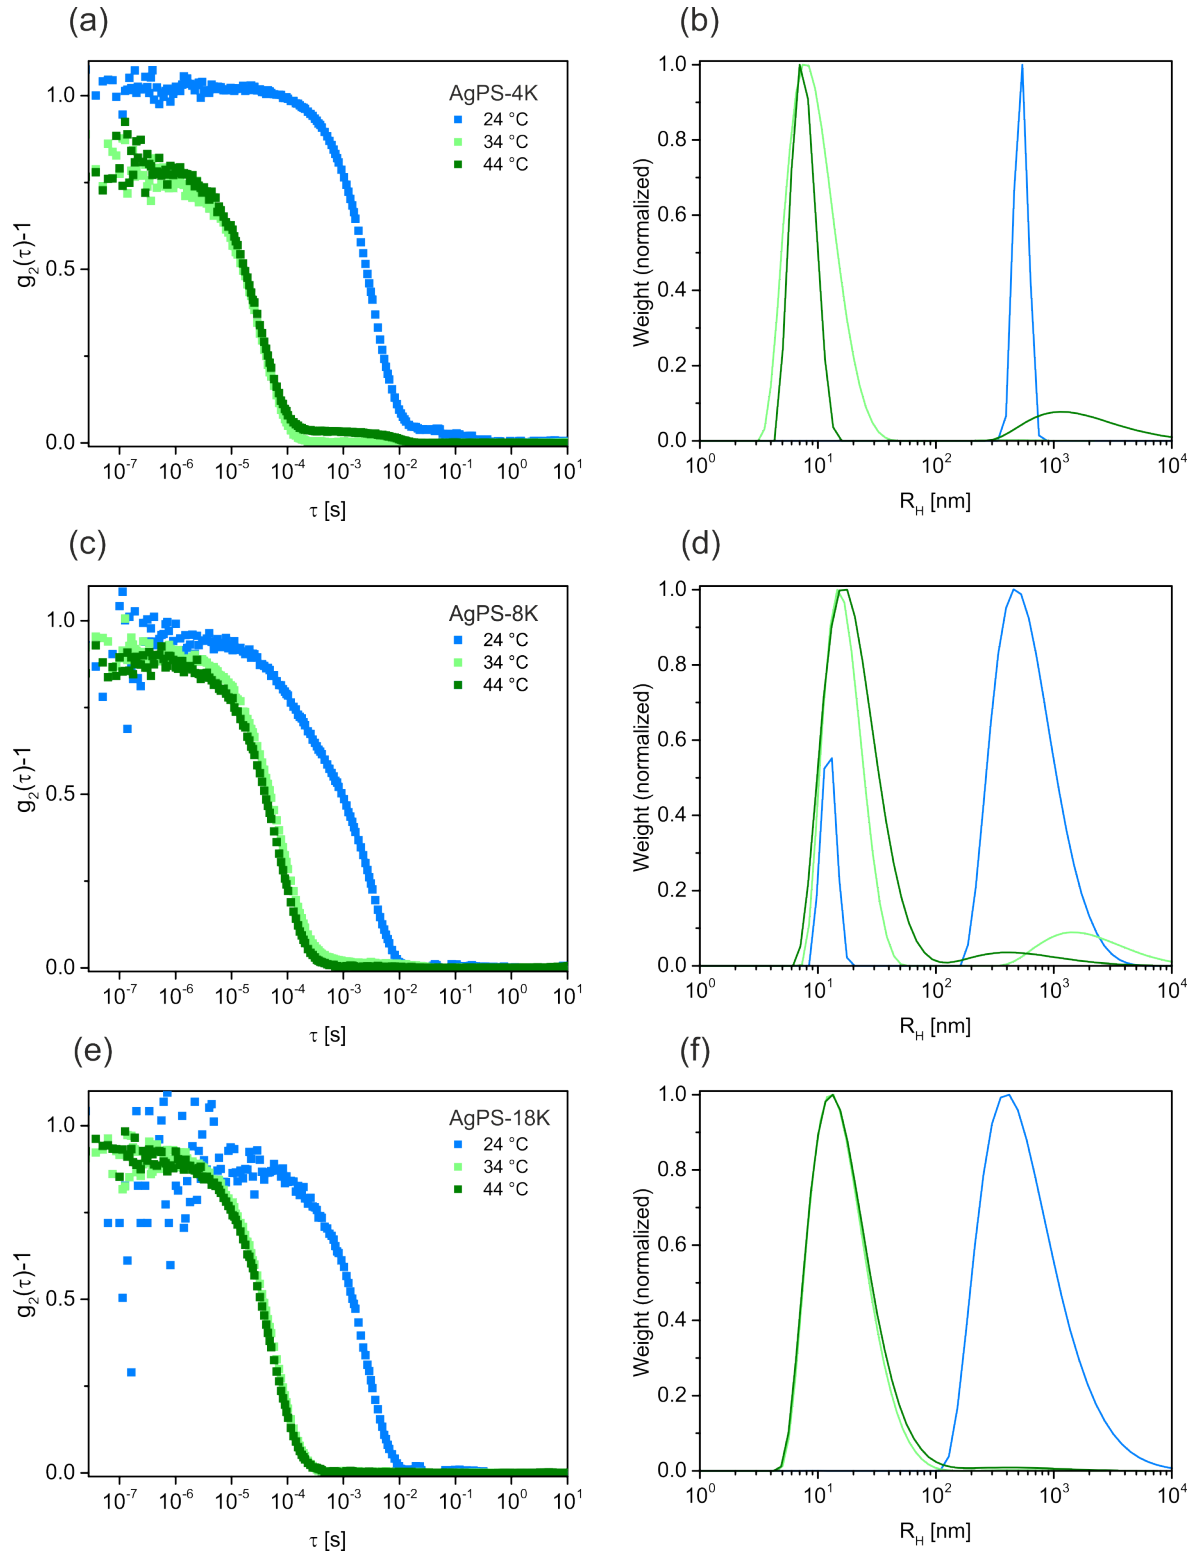 (a)
g₂(τ)-1
1.0
0.5
0.0
AgPS-4K
24 °C
34 °C
44 °C
10⁻⁷ 10⁻⁶ 10⁻⁵ 10⁻⁴ 10⁻³ 10⁻² 10⁻¹ 10⁰ 10¹
τ [s]
(b)
Weight (normalized)
1.0
0.8
0.6
0.4
0.2
0.0
10⁰ 10¹ 10² 10³ 10⁴
R_H [nm]
(c)
g₂(τ)-1
1.0
0.5
0.0
AgPS-8K
24 °C
34 °C
44 °C
10⁻⁷ 10⁻⁶ 10⁻⁵ 10⁻⁴ 10⁻³ 10⁻² 10⁻¹ 10⁰ 10¹
τ [s]
(d)
Weight (normalized)
1.0
0.8
0.6
0.4
0.2
0.0
10⁰ 10¹ 10² 10³ 10⁴
R_H [nm]
(e)
g₂(τ)-1
1.0
0.5
0.0
AgPS-18K
24 °C
34 °C
44 °C
10⁻⁷ 10⁻⁶ 10⁻⁵ 10⁻⁴ 10⁻³ 10⁻² 10⁻¹ 10⁰ 10¹
τ [s]
(f)
Weight (normalized)
1.0
0.8
0.6
0.4
0.2
0.0
10⁰ 10¹ 10² 10³ 10⁴
R_H [nm]